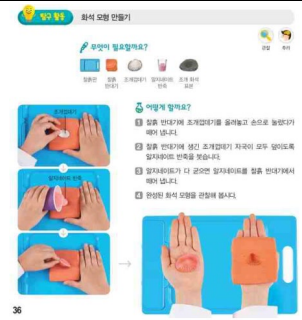 탐구 활동
화석 모형 만들기
관찰
추리
무엇이 필요할까요?
찰흙판
찰흙
반대기
조개껍데기
알지네이트
반죽
조개 화석
표본
어떻게 할까요?
1 찰흙 반대기에 조개껍데기를 올려놓고 손으로 눌렀다가
떼어 냅니다.
2 찰흙 반대기에 생긴 조개껍데기 자국이 모두 덮이도록
알지네이트 반죽을 붓습니다.
3 알지네이트가 다 굳으면 알지네이트를 찰흙 반대기에서
떼어 냅니다.
4 완성된 화석 모형을 관찰해 봅시다.
조개껍데기
알지네이트 반죽
36